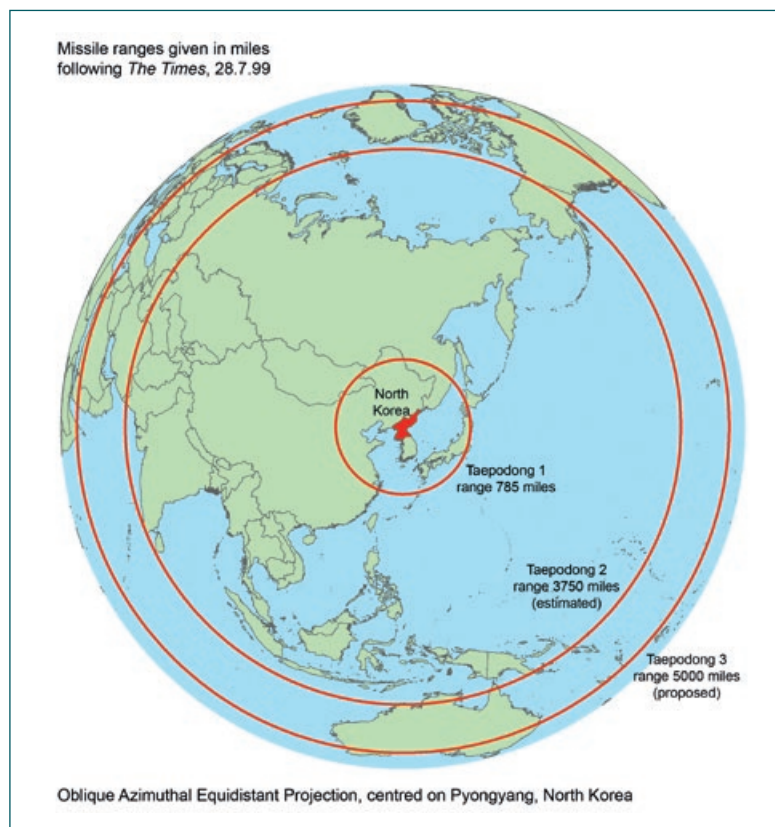 Missile ranges given in miles
following The Times, 28.7.99
North
Korea
Taepodong 1
range 785 miles
Taepodong 2
range 3750 miles
(estimated)
Taepodong 3
range 5000 miles
(proposed)
Oblique Azimuthal Equidistant Projection, centred on Pyongyang, North Korea